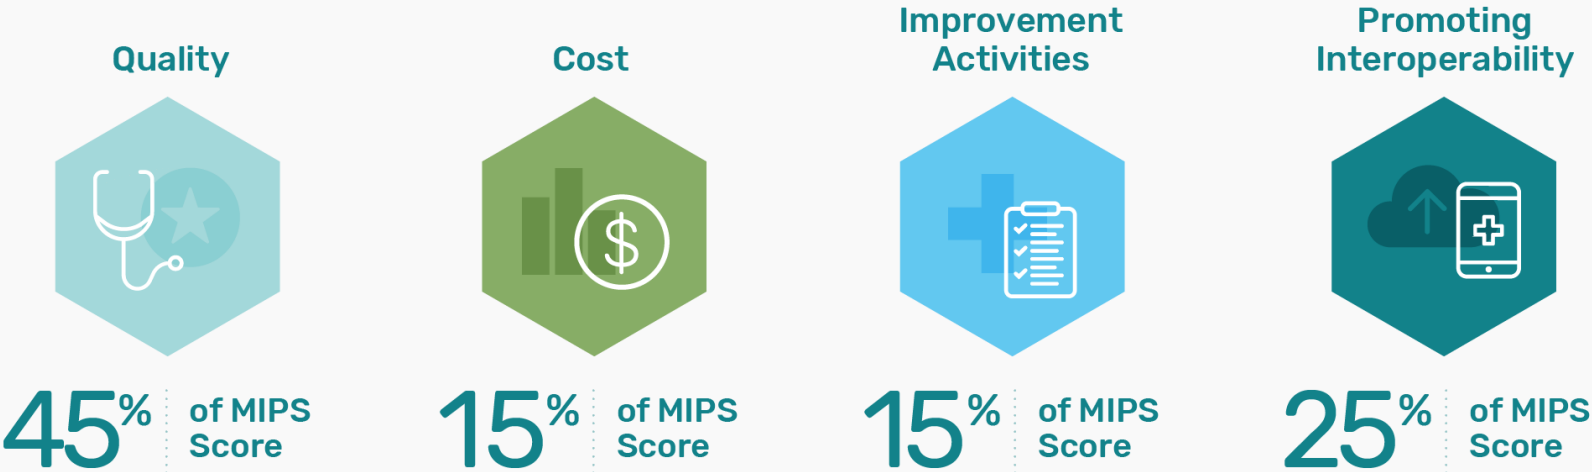 Quality
45% of MIPS
Score
Cost
15% of MIPS
Score
Improvement
Activities
15% of MIPS
Score
Promoting
Interoperability
25% of MIPS
Score